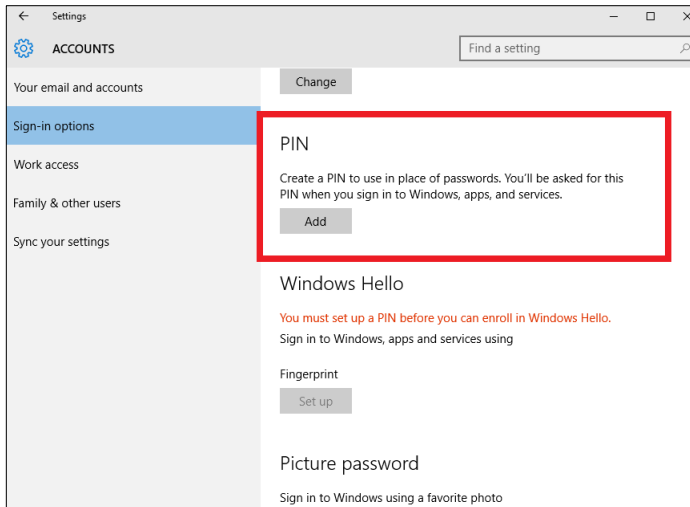 Settings
ACCOUNTS
Find a setting
Your email and accounts
Sign-in options
Work access
Family & other users
Sync your settings
Change
PIN
Create a PIN to use in place of passwords. You'll be asked for this
PIN when you sign in to Windows, apps, and services.
Add
Windows Hello
You must set up a PIN before you can enroll in Windows Hello.
Sign in to Windows, apps and services using
Fingerprint
Set up
Picture password
Sign in to Windows using a favorite photo